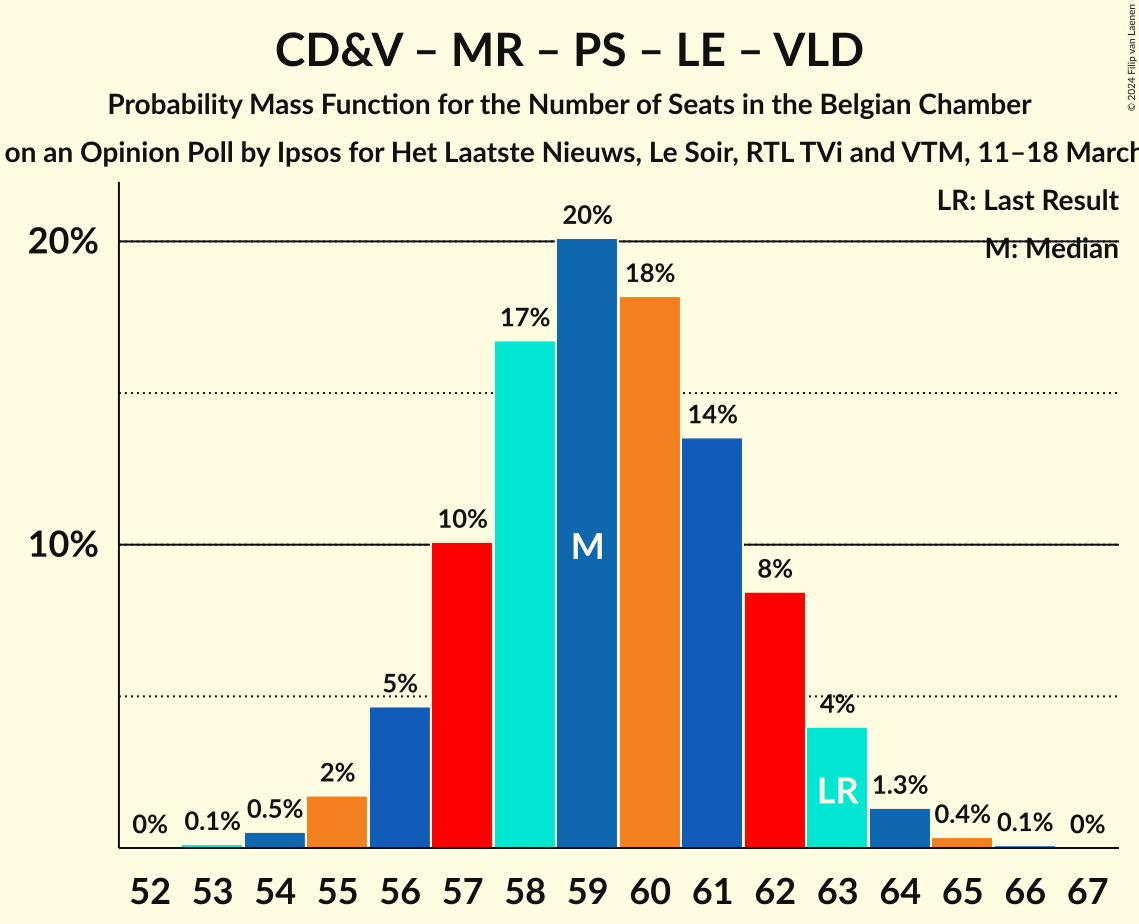 CD&V – MR – PS – LE – VLD
Probability Mass Function for the Number of Seats in the Belgian Chamber
on an Opinion Poll by Ipsos for Het Laatste Nieuws, Le Soir, RTL TVi and VTM, 11–18 March
© 2024 Filip van Laenen
LR: Last Result
M: Median
20%
10%
0%
0.1%
0.5%
2%
5%
10%
17%
20%
18%
14%
8%
4%
1.3%
0.4%
0.1%
0%
M
LR
52 53 54 55 56 57 58 59 60 61 62 63 64 65 66 67